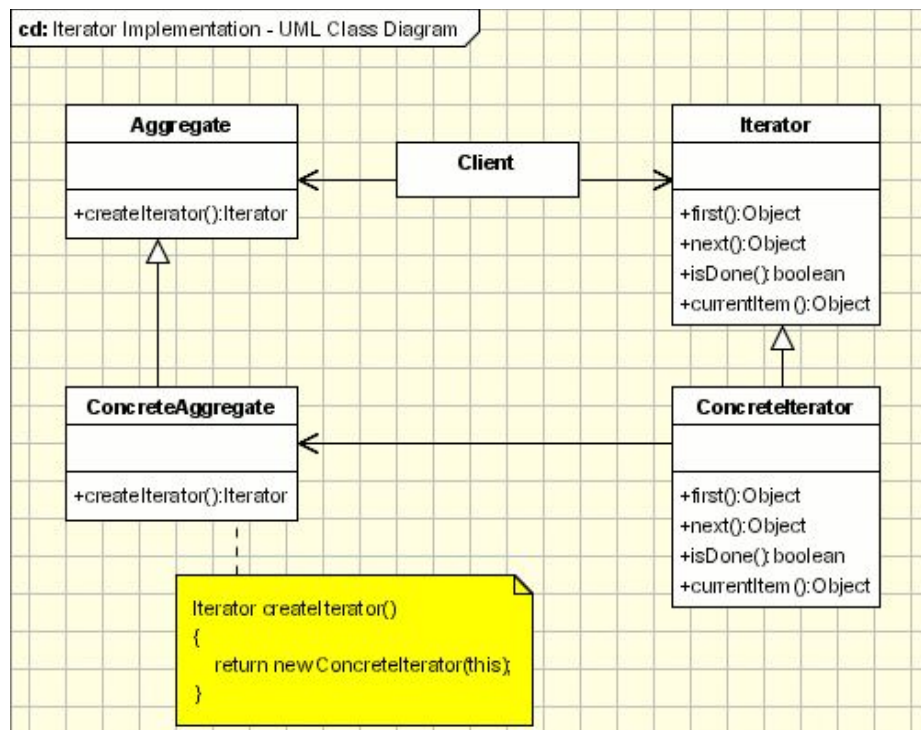 cd: Iterator Implementation - UML Class Diagram
Aggregate
+createIterator():Iterator
Client
Iterator
+first():Object
+next():Object
+isDone():boolean
+currentItem():Object
ConcreteAggregate
+createIterator():Iterator
ConcreteIterator
+first():Object
+next():Object
+isDone():boolean
+currentItem():Object
Iterator createIterator()
{
return new ConcreteIterator(this);
}